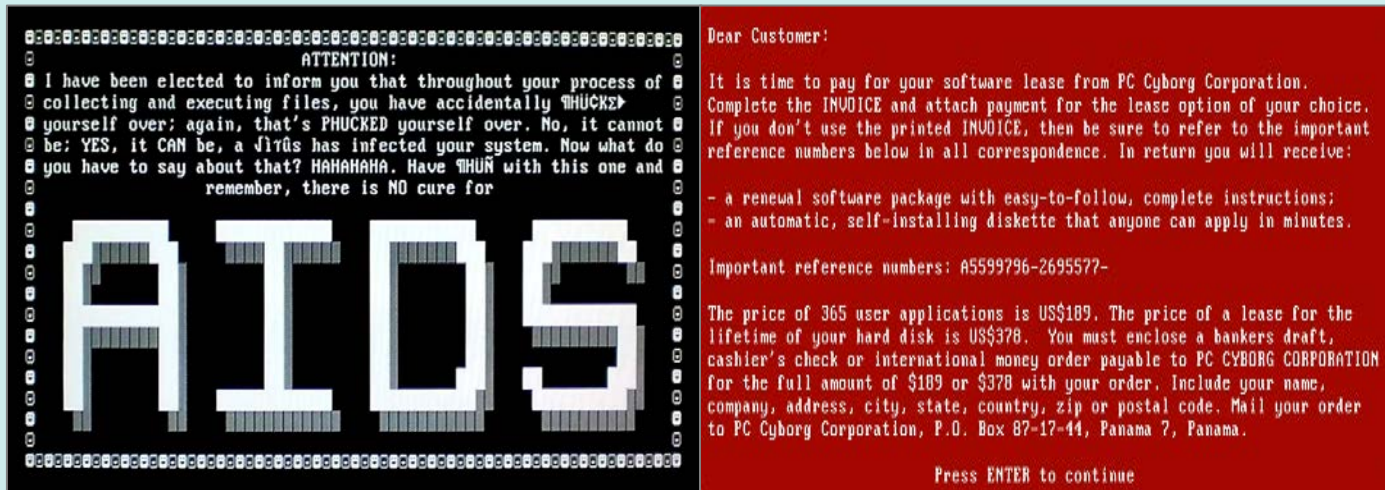 ATTENTION:
I have been elected to inform you that throughout your process of
collecting and executing files, you have accidentally ¶HÜ¢KΣ►
yourself over; again, that's PHUCKED yourself over. No, it cannot
be; YES, it CAN be, a √ìτûs has infected your system. Now what do
you have to say about that? HAHAHAHA. Have ¶HÜÑ with this one and
remember, there is NO cure for
AIDS
Dear Customer:
It is time to pay for your software lease from PC Cyborg Corporation.
Complete the INVOICE and attach payment for the lease option of your choice.
If you don't use the printed INVOICE, then be sure to refer to the important
reference numbers below in all correspondence. In return you will receive:
- a renewal software package with easy-to-follow, complete instructions;
- an automatic, self-installing diskette that anyone can apply in minutes.
Important reference numbers: A5599796-2695577-
The price of 365 user applications is US$189. The price of a lease for the
lifetime of your hard disk is US$378. You must enclose a bankers draft,
cashier's check or international money order payable to PC CYBORG CORPORATION
for the full amount of $189 or $378 with your order. Include your name,
company, address, city, state, country, zip or postal code. Mail your order
to PC Cyborg Corporation, P.O. Box 87-17-44, Panama 7, Panama.
Press ENTER to continue